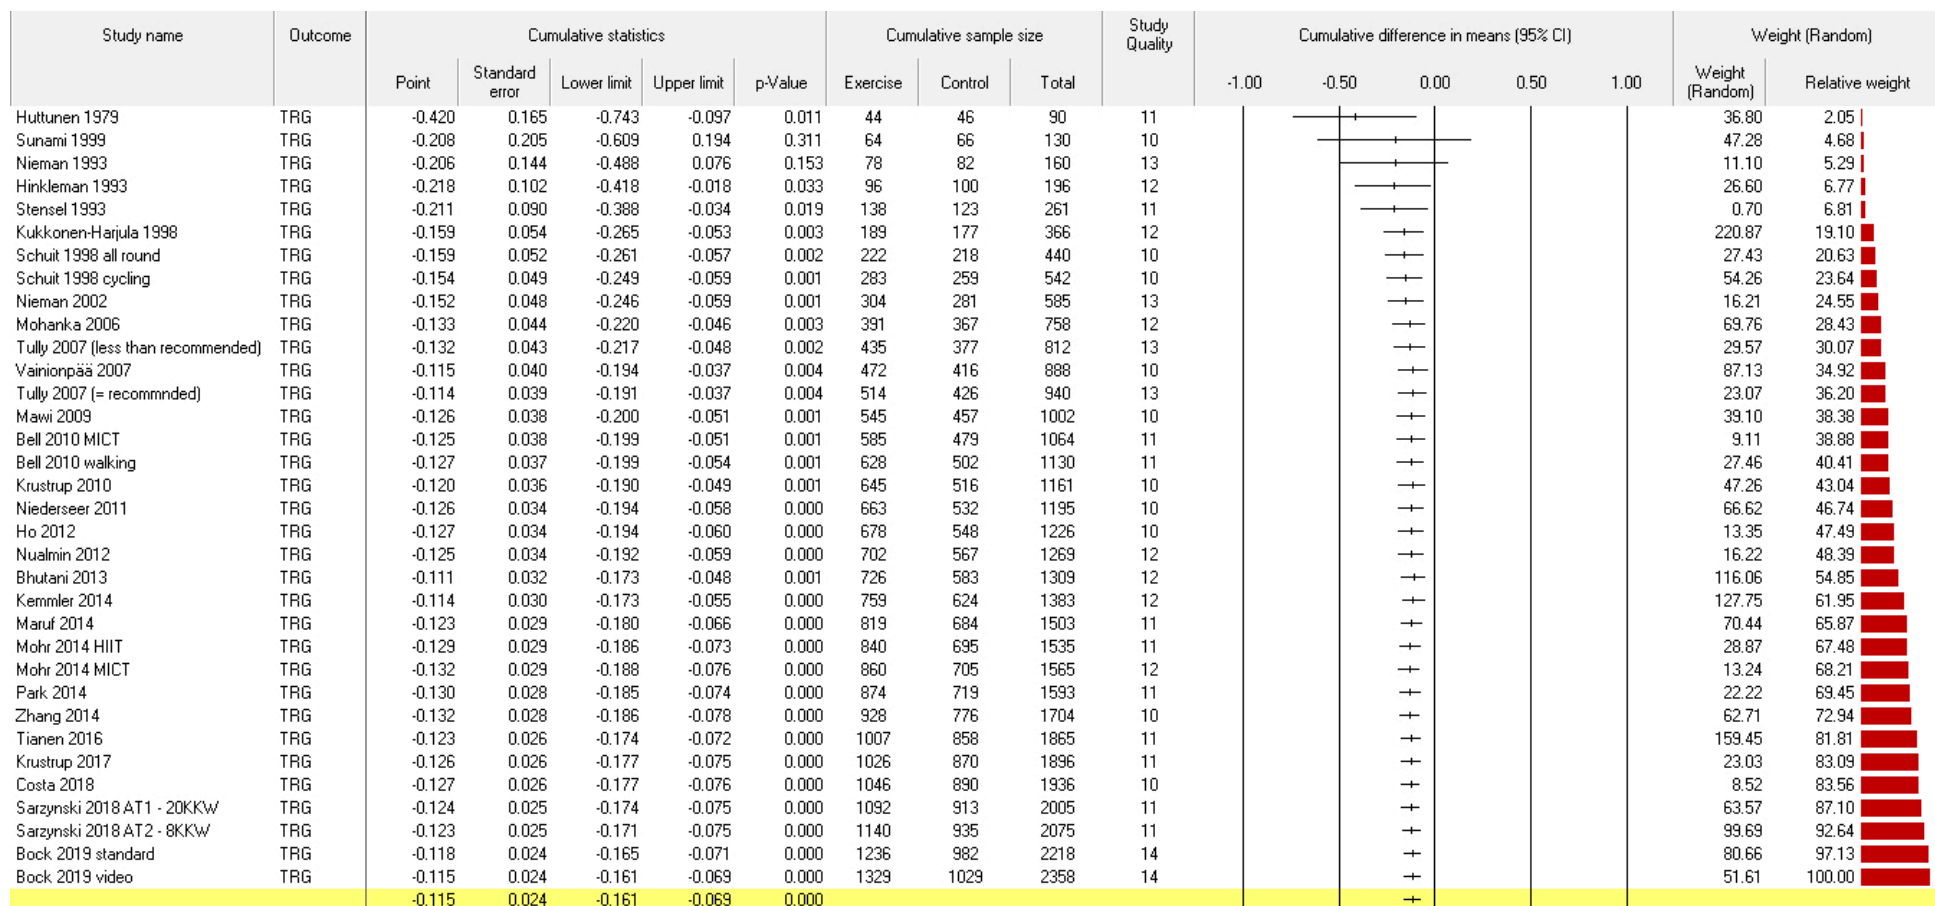 Study name Outcome Cumulative statistics Cumulative sample size Study Quality Cumulative difference in means (95% CI) Weight (Random)
Point Standard error Lower limit Upper limit p-Value Exercise Control Total -1.00 -0.50 0.00 0.50 1.00 Weight (Random) Relative weight
Huttunen 1979 TRG -0.420 0.165 -0.743 -0.097 0.011 44 46 90 11 36.80 2.05
Sunami 1999 TRG -0.208 0.205 -0.609 0.194 0.311 64 66 130 10 47.28 4.68
Nieman 1993 TRG -0.206 0.144 -0.488 0.076 0.153 78 82 160 13 11.10 5.29
Hinkleman 1993 TRG -0.218 0.102 -0.418 -0.018 0.033 96 100 196 12 26.60 6.77
Stensel 1993 TRG -0.211 0.090 -0.388 -0.034 0.019 138 123 261 11 0.70 6.81
Kukkonen-Harjula 1998 TRG -0.159 0.054 -0.265 -0.053 0.003 189 177 366 12 220.87 19.10
Schuit 1998 all round TRG -0.159 0.052 -0.261 -0.057 0.002 222 218 440 10 27.43 20.63
Schuit 1998 cycling TRG -0.154 0.049 -0.249 -0.059 0.001 283 259 542 10 54.26 23.64
Nieman 2002 TRG -0.152 0.048 -0.246 -0.059 0.001 304 281 585 13 16.21 24.55
Mohanka 2006 TRG -0.133 0.044 -0.220 -0.046 0.003 391 367 758 12 69.76 28.43
Tully 2007 (less than recommended) TRG -0.132 0.043 -0.217 -0.048 0.002 435 377 812 13 29.57 30.07
Vainionpää 2007 TRG -0.115 0.040 -0.194 -0.037 0.004 472 416 888 10 87.13 34.92
Tully 2007 (= recommnded) TRG -0.114 0.039 -0.191 -0.037 0.004 514 426 940 13 23.07 36.20
Mawi 2009 TRG -0.126 0.038 -0.200 -0.051 0.001 545 457 1002 10 39.10 38.38
Bell 2010 MICT TRG -0.125 0.038 -0.199 -0.051 0.001 585 479 1064 11 9.11 38.88
Bell 2010 walking TRG -0.127 0.037 -0.199 -0.054 0.001 628 502 1130 11 27.46 40.41
Krustrup 2010 TRG -0.120 0.036 -0.190 -0.049 0.001 645 516 1161 10 47.26 43.04
Niederseer 2011 TRG -0.126 0.034 -0.194 -0.058 0.000 663 532 1195 10 66.62 46.74
Ho 2012 TRG -0.127 0.034 -0.194 -0.060 0.000 678 548 1226 10 13.35 47.49
Nualmin 2012 TRG -0.125 0.034 -0.192 -0.059 0.000 702 567 1269 12 16.22 48.39
Bhutani 2013 TRG -0.111 0.032 -0.173 -0.048 0.001 726 583 1309 12 116.06 54.85
Kemmler 2014 TRG -0.114 0.030 -0.173 -0.055 0.000 759 624 1383 12 127.75 61.95
Maruf 2014 TRG -0.123 0.029 -0.180 -0.066 0.000 819 684 1503 11 70.44 65.87
Mohr 2014 HIIT TRG -0.129 0.029 -0.186 -0.073 0.000 840 695 1535 11 28.87 67.48
Mohr 2014 MICT TRG -0.132 0.029 -0.188 -0.076 0.000 860 705 1565 12 13.24 68.21
Park 2014 TRG -0.130 0.028 -0.185 -0.074 0.000 874 719 1593 11 22.22 69.45
Zhang 2014 TRG -0.132 0.028 -0.186 -0.078 0.000 928 776 1704 10 62.71 72.94
Tianen 2016 TRG -0.123 0.026 -0.174 -0.072 0.000 1007 858 1865 11 159.45 81.81
Krustrup 2017 TRG -0.126 0.026 -0.177 -0.075 0.000 1026 870 1896 11 23.03 83.09
Costa 2018 TRG -0.127 0.026 -0.177 -0.076 0.000 1046 890 1936 10 8.52 83.56
Sarzynski 2018 AT1 - 20KKW TRG -0.124 0.025 -0.174 -0.075 0.000 1092 913 2005 11 63.57 87.10
Sarzynski 2018 AT2 - 8KKW TRG -0.123 0.025 -0.171 -0.075 0.000 1140 935 2075 11 99.69 92.64
Bock 2019 standard TRG -0.118 0.024 -0.165 -0.071 0.000 1236 982 2218 14 80.66 97.13
Bock 2019 video TRG -0.115 0.024 -0.161 -0.069 0.000 1329 1029 2358 14 51.61 100.00
-0.115 0.024 -0.161 -0.069 0.000